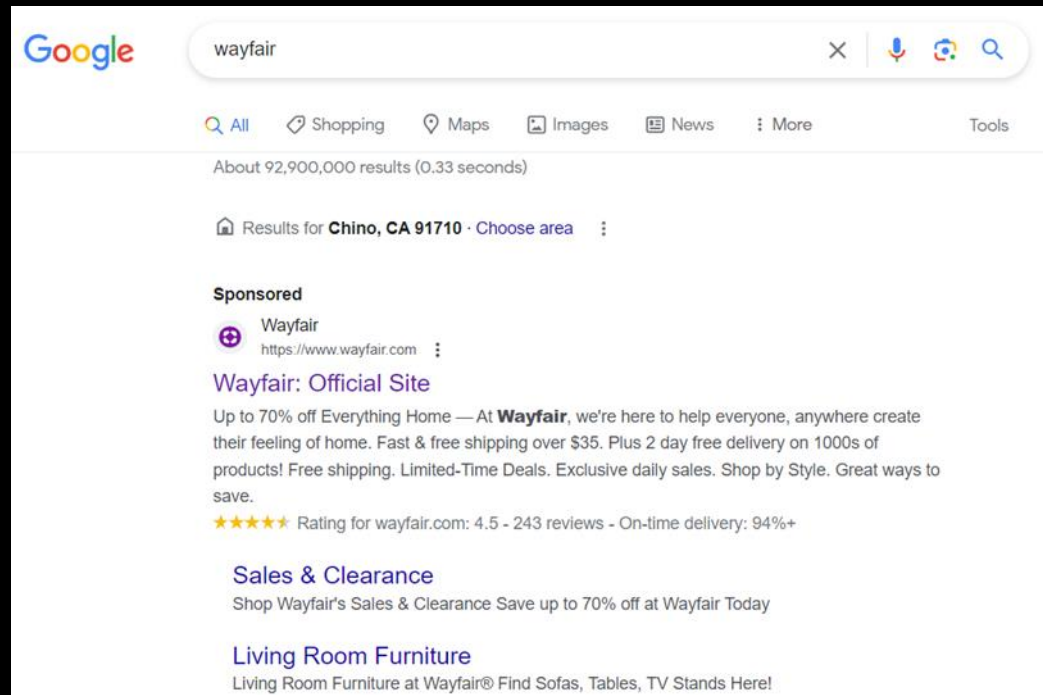 Google
wayfair
All Shopping Maps Images News More Tools
About 92,900,000 results (0.33 seconds)
Results for Chino, CA 91710 · Choose area
Sponsored
Wayfair
https://www.wayfair.com
Wayfair: Official Site
Up to 70% off Everything Home — At Wayfair, we're here to help everyone, anywhere create
their feeling of home. Fast & free shipping over $35. Plus 2 day free delivery on 1000s of
products! Free shipping. Limited-Time Deals. Exclusive daily sales. Shop by Style. Great ways to
save.
Rating for wayfair.com: 4.5 - 243 reviews - On-time delivery: 94%+
Sales & Clearance
Shop Wayfair's Sales & Clearance Save up to 70% off at Wayfair Today
Living Room Furniture
Living Room Furniture at Wayfair® Find Sofas, Tables, TV Stands Here!